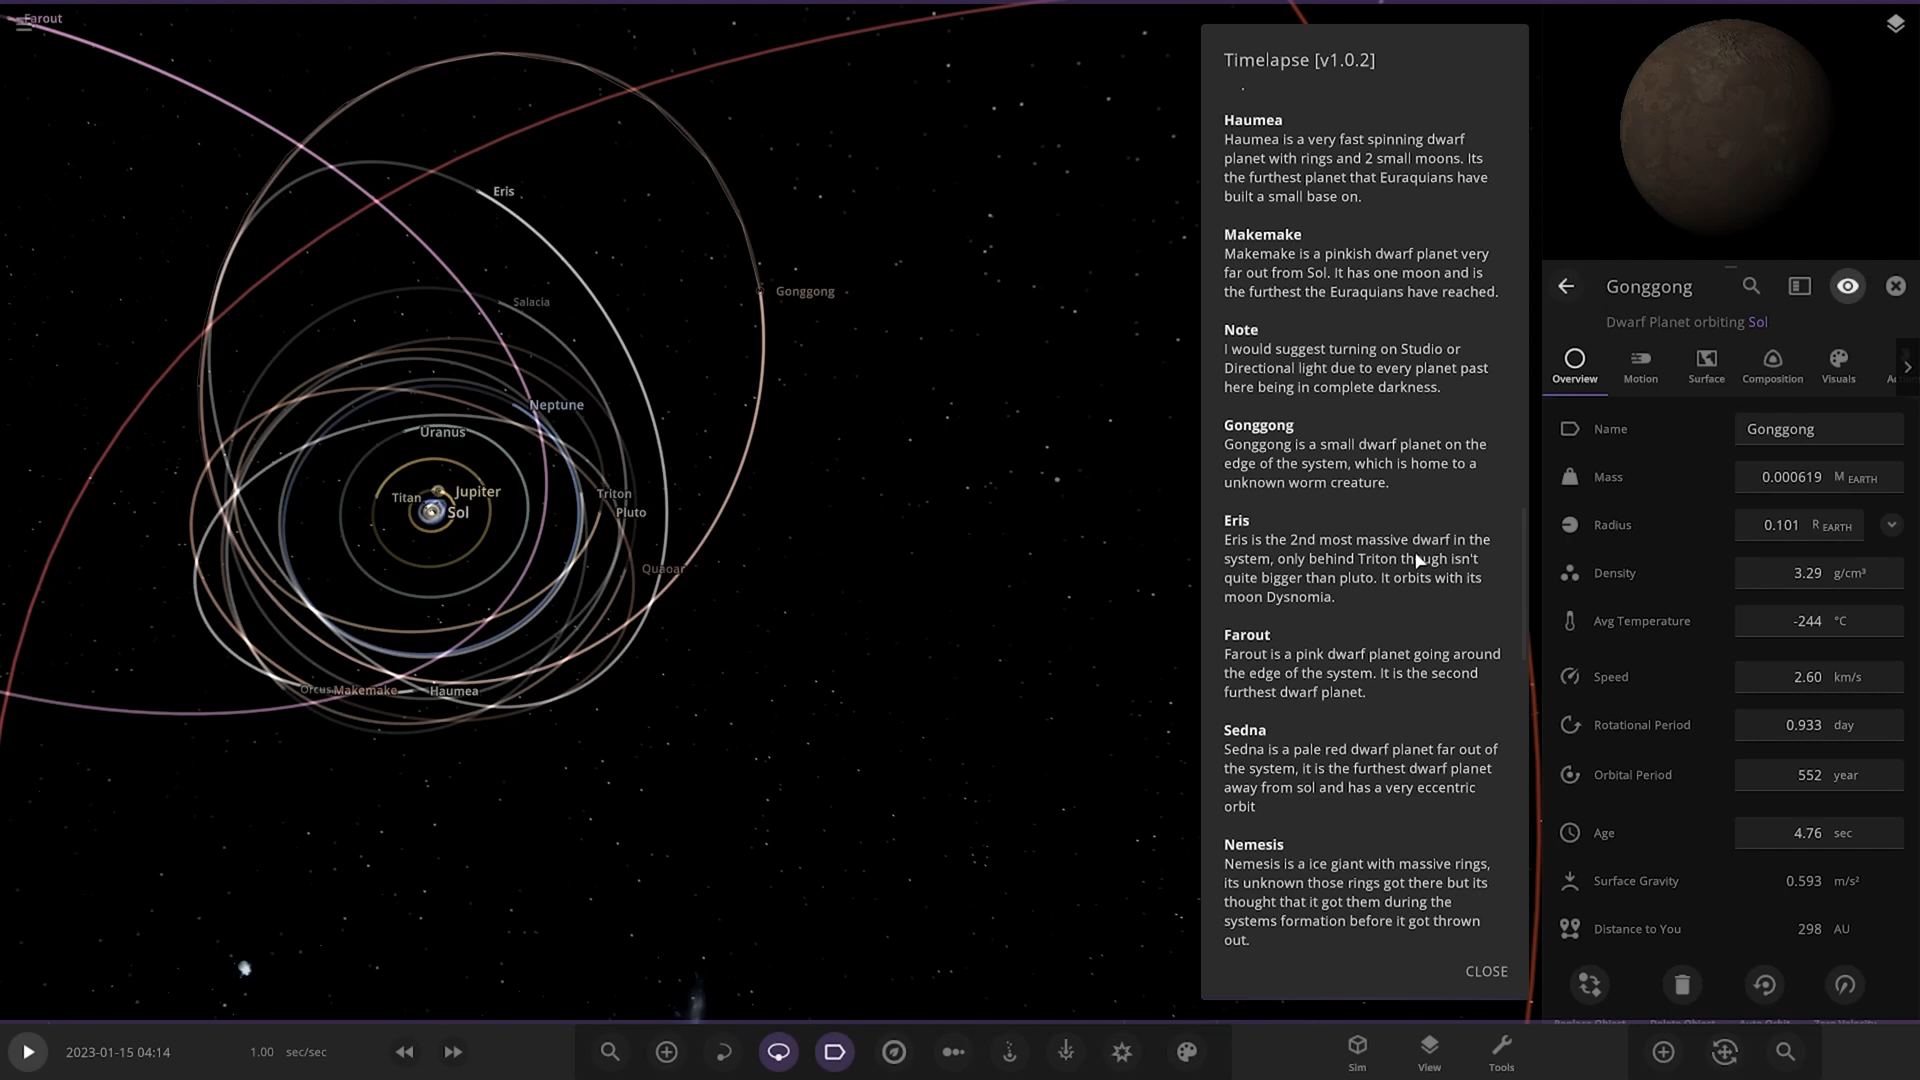 Farout
Eris
Salacia
Gonggong
Neptune
Uranus
Titan
Jupiter
Sol
Triton
Pluto
Quaoar
Orcus
Makemake
Haumea
Timelapse [v1.0.2]
Haumea
Haumea is a very fast spinning dwarf
planet with rings and 2 small moons. Its
the furthest planet that Euraquians have
built a small base on.
Makemake
Makemake is a pinkish dwarf planet very
far out from Sol. It has one moon and is
the furthest the Euraquians have reached.
Note
I would suggest turning on Studio or
Directional light due to every planet past
here being in complete darkness.
Gonggong
Gonggong is a small dwarf planet on the
edge of the system, which is home to a
unknown worm creature.
Eris
Eris is the 2nd most massive dwarf in the
system, only behind Triton though isn't
quite bigger than pluto. It orbits with its
moon Dysnomia.
Farout
Farout is a pink dwarf planet going around
the edge of the system. It is the second
furthest dwarf planet.
Sedna
Sedna is a pale red dwarf planet far out of
the system, it is the furthest dwarf planet
away from sol and has a very eccentric
orbit
Nemesis
Nemesis is a ice giant with massive rings,
its unknown those rings got there but its
thought that it got them during the
systems formation before it got thrown
out.
CLOSE
Gonggong
Dwarf Planet orbiting Sol
Overview Motion Surface Composition Visuals
Name Gonggong
Mass 0.000619 M EARTH
Radius 0.101 R EARTH
Density 3.29 g/cm³
Avg Temperature -244 °C
Speed 2.60 km/s
Rotational Period 0.933 day
Orbital Period 552 year
Age 4.76 sec
Surface Gravity 0.593 m/s²
Distance to You 298 AU
2023-01-15 04:14 1.00 sec/sec
Sim View Tools